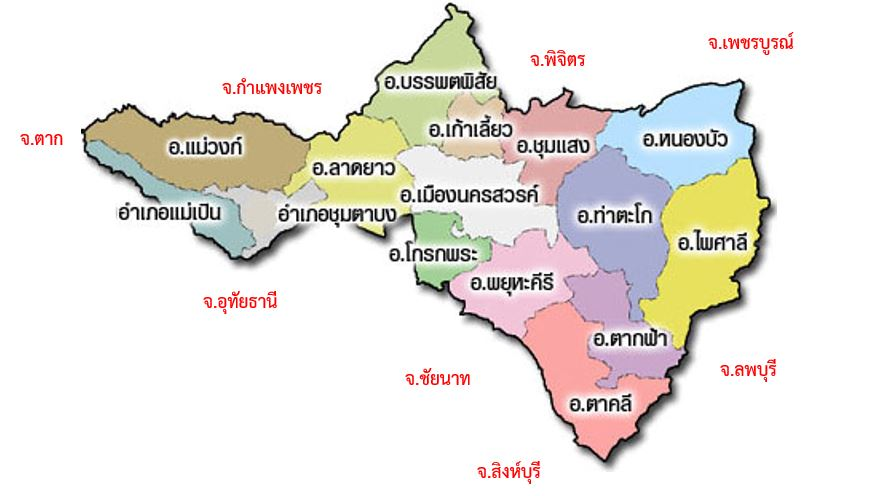 จ.เพชรบูรณ์
จ.พิจิตร
จ.กำแพงเพชร
อ.บรรพตพิสัย
จ.ตาก
อ.แม่วงก์
อ.ลาดยาว
อ.เก้าเลี้ยว
อ.ชุมแสง
อ.หนองบัว
อ.เมืองนครสวรค์
อำเภอแม่เปิน
อำเภอชุมตาบง
อ.ท่าตะโก
อ.ไพศาลี
อ.โกรกพระ
อ.พยุหะคีรี
จ.อุทัยธานี
อ.ตากฟ้า
จ.ชัยนาท
จ.ลพบุรี
อ.ตาคลี
จ.สิงห์บุรี